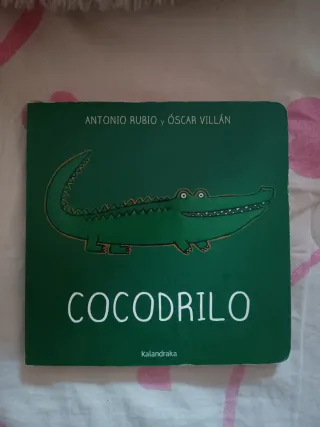 ANTONIO RUBIO y ÓSCAR VILLÁN
COCODRILO
Kalandraka